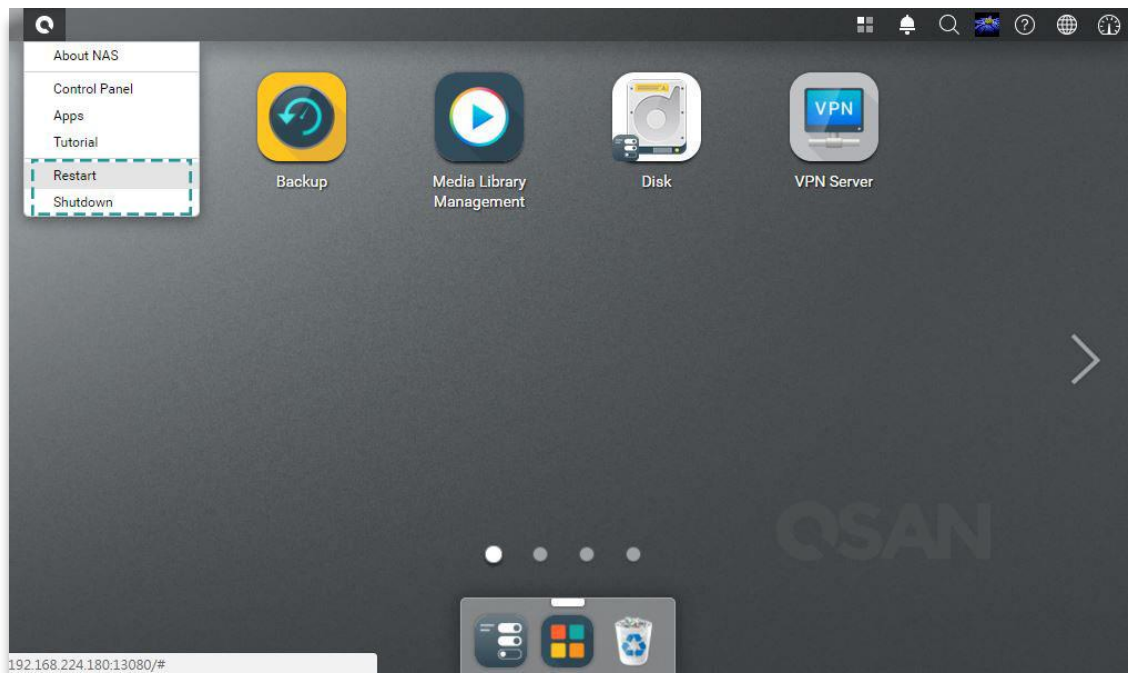 About NAS
Control Panel
Apps
Tutorial
Restart
Shutdown
VPN
Backup
Media Library
Management
Disk
VPN Server
QSAN
192.168.224.180:13080/#